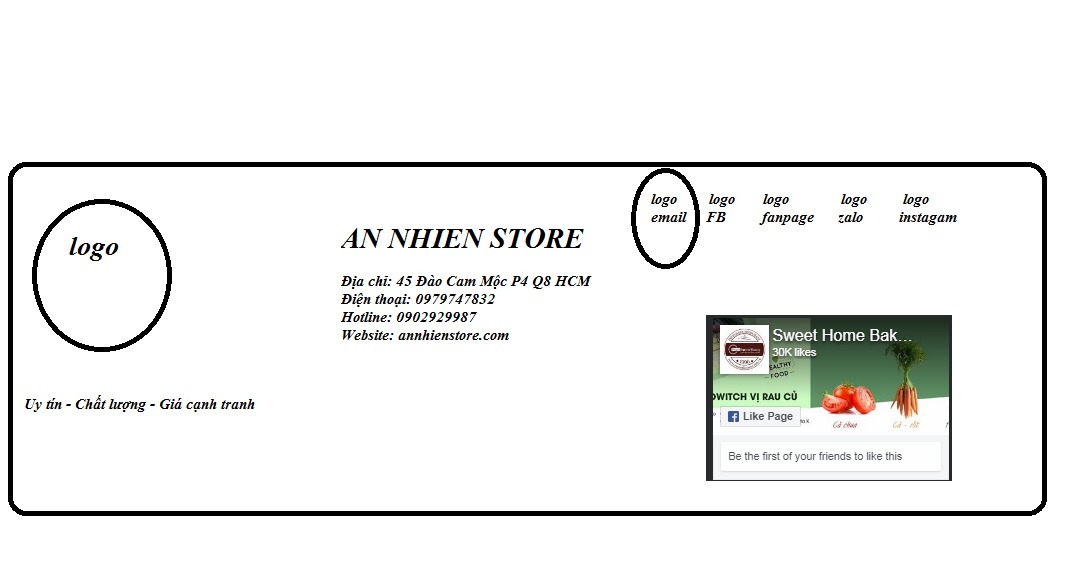 logo
Uy tín - Chất lượng - Giá cạnh tranh
AN NHIEN STORE
Địa chỉ: 45 Đào Cam Mộc P4 Q8 HCM
Điện thoại: 0979747832
Hotline: 0902929987
Website: annhienstore.com
logo email
logo FB
logo fanpage
logo zalo
logo instagam
Sweet Home Bak...
30K likes
HEALTHY
FOOD
DWITCH VỊ RAU CỦ
Like Page
Cà chua
Cà - rốt
Be the first of your friends to like this